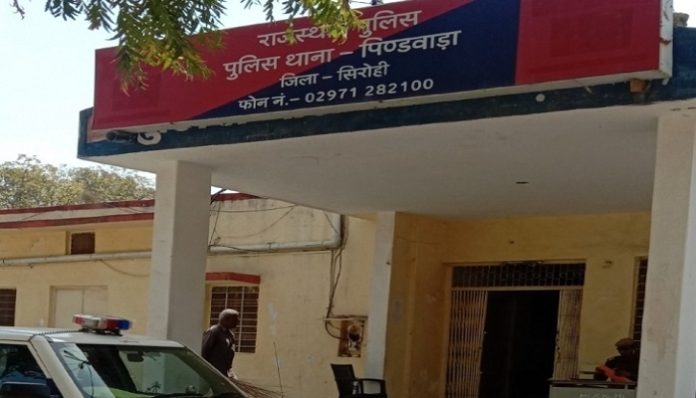 राजस्थान पुलिस
पुलिस थाना – पिण्डवाड़ा
जिला – सिरोही
फोन नं.– 02971 282100